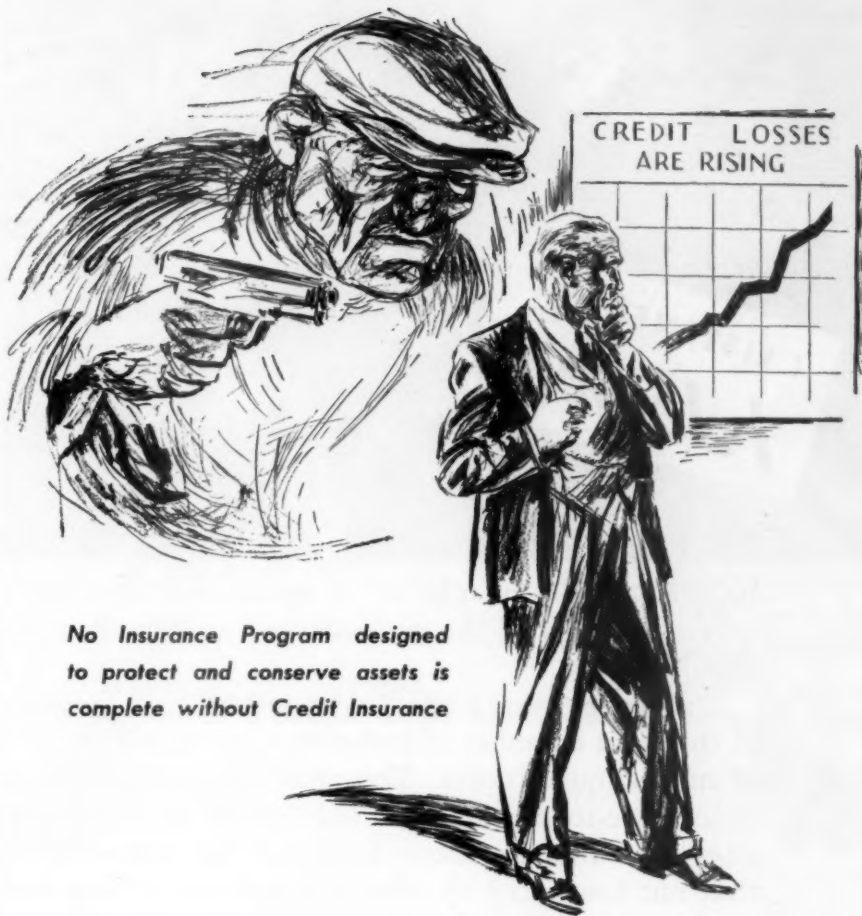 CREDIT LOSSES
ARE RISING
No Insurance Program designed
to protect and conserve assets is
complete without Credit Insurance